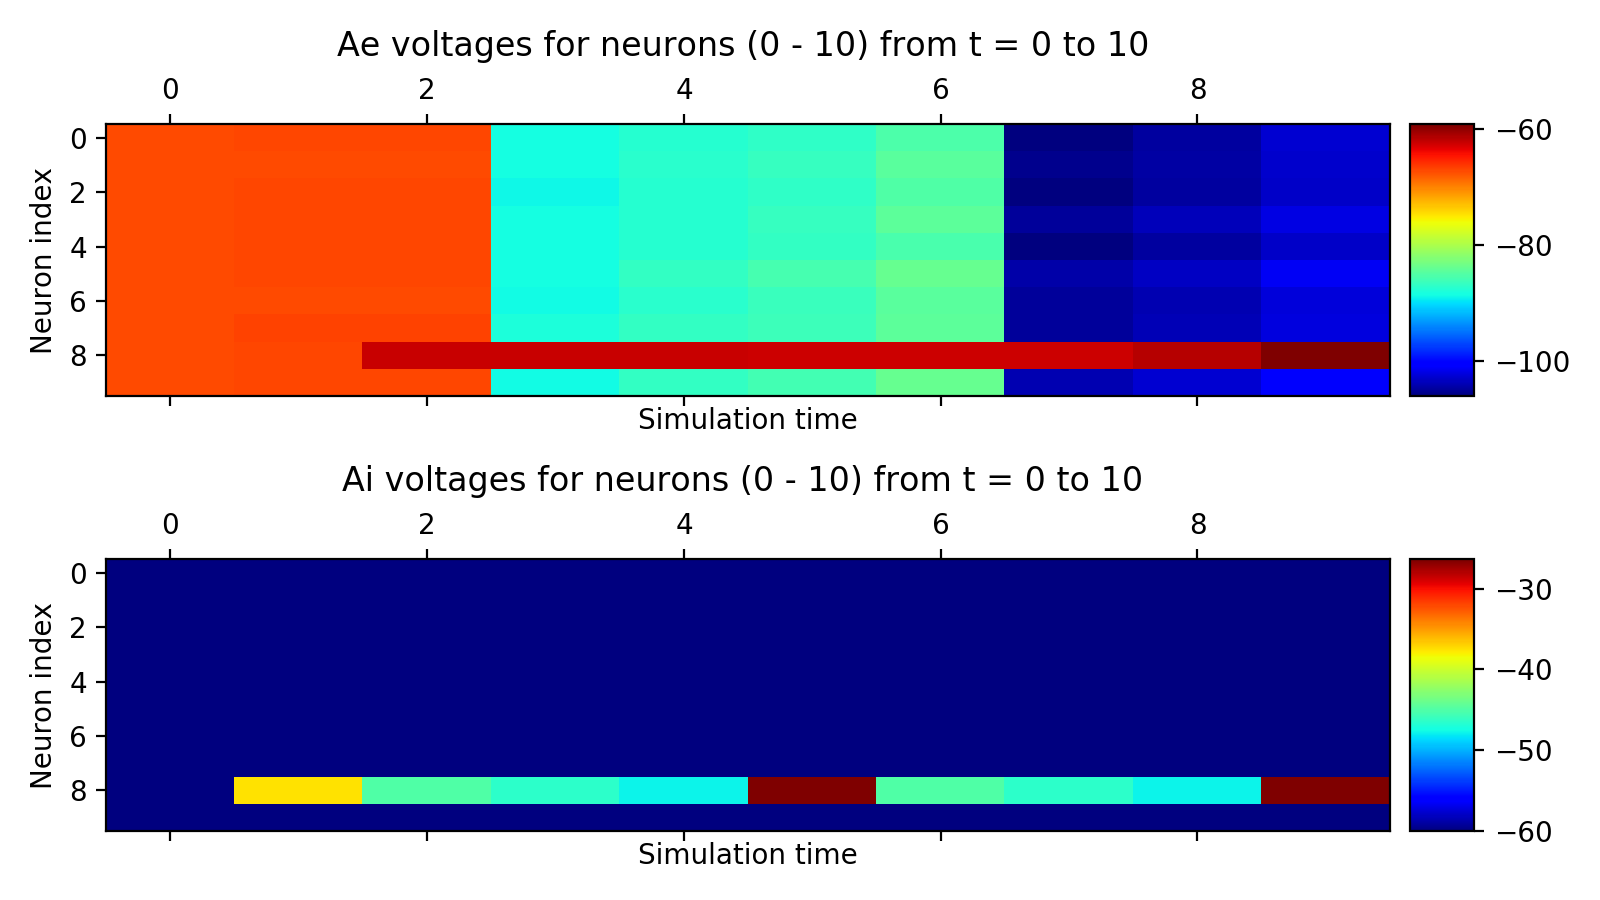 Ae voltages for neurons (0 - 10) from t = 0 to 10
0 2 4 6 8
Neuron index
0
2
4
6
8
−60
−80
−100
Simulation time
Ai voltages for neurons (0 - 10) from t = 0 to 10
0 2 4 6 8
Neuron index
0
2
4
6
8
−30
−40
−50
−60
Simulation time